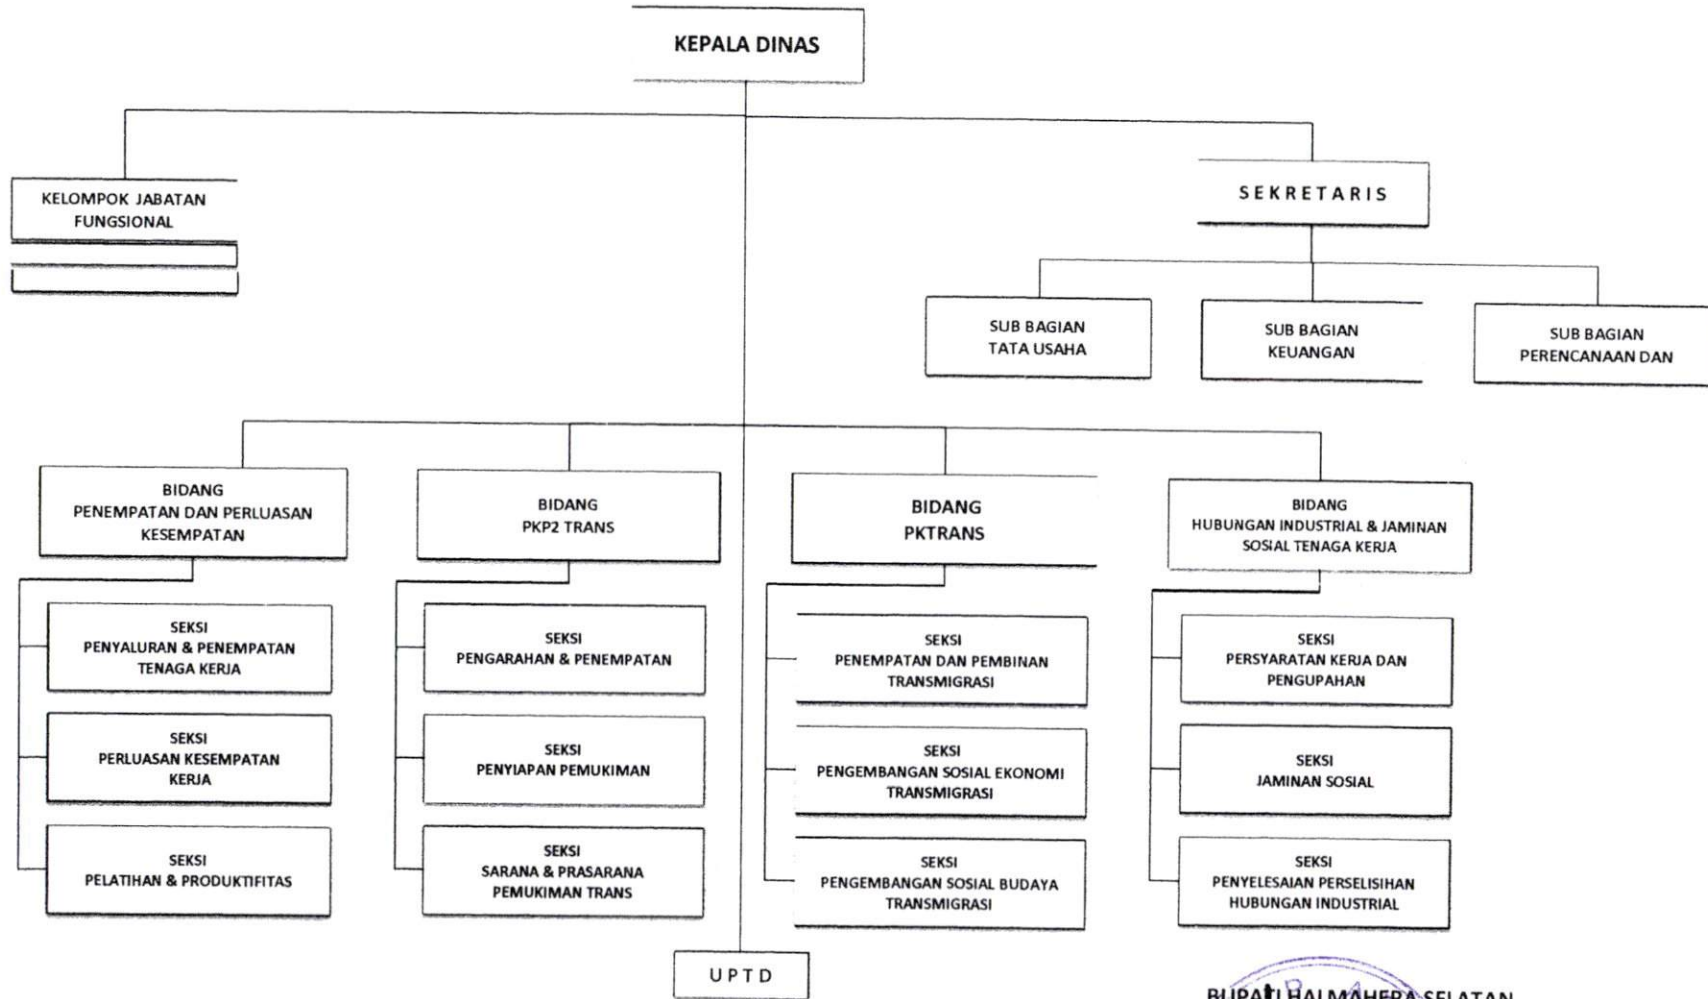 KEPALA DINAS
KELOMPOK JABATAN
FUNGSIONAL
S E K R E T A R I S
SUB BAGIAN
TATA USAHA
SUB BAGIAN
KEUANGAN
SUB BAGIAN
PERENCANAAN DAN
BIDANG
PENEMPATAN DAN PERLUASAN
KESEMPATAN
BIDANG
PKP2 TRANS
BIDANG
PKTRANS
BIDANG
HUBUNGAN INDUSTRIAL & JAMINAN
SOSIAL TENAGA KERJA
SEKSI
PENYALURAN & PENEMPATAN
TENAGA KERJA
SEKSI
PERLUASAN KESEMPATAN
KERJA
SEKSI
PELATIHAN & PRODUKTIFITAS
SEKSI
PENGARAHAN & PENEMPATAN
SEKSI
PENYIAPAN PEMUKIMAN
SEKSI
SARANA & PRASARANA
PEMUKIMAN TRANS
SEKSI
PENEMPATAN DAN PEMBINAN
TRANSMIGRASI
SEKSI
PENGEMBANGAN SOSIAL EKONOMI
TRANSMIGRASI
SEKSI
PENGEMBANGAN SOSIAL BUDAYA
TRANSMIGRASI
SEKSI
PERSYARATAN KERJA DAN
PENGUPAHAN
SEKSI
JAMINAN SOSIAL
SEKSI
PENYELESAIAN PERSELISIHAN
HUBUNGAN INDUSTRIAL
U P T D
BUPATI HALMAHERA SELATAN